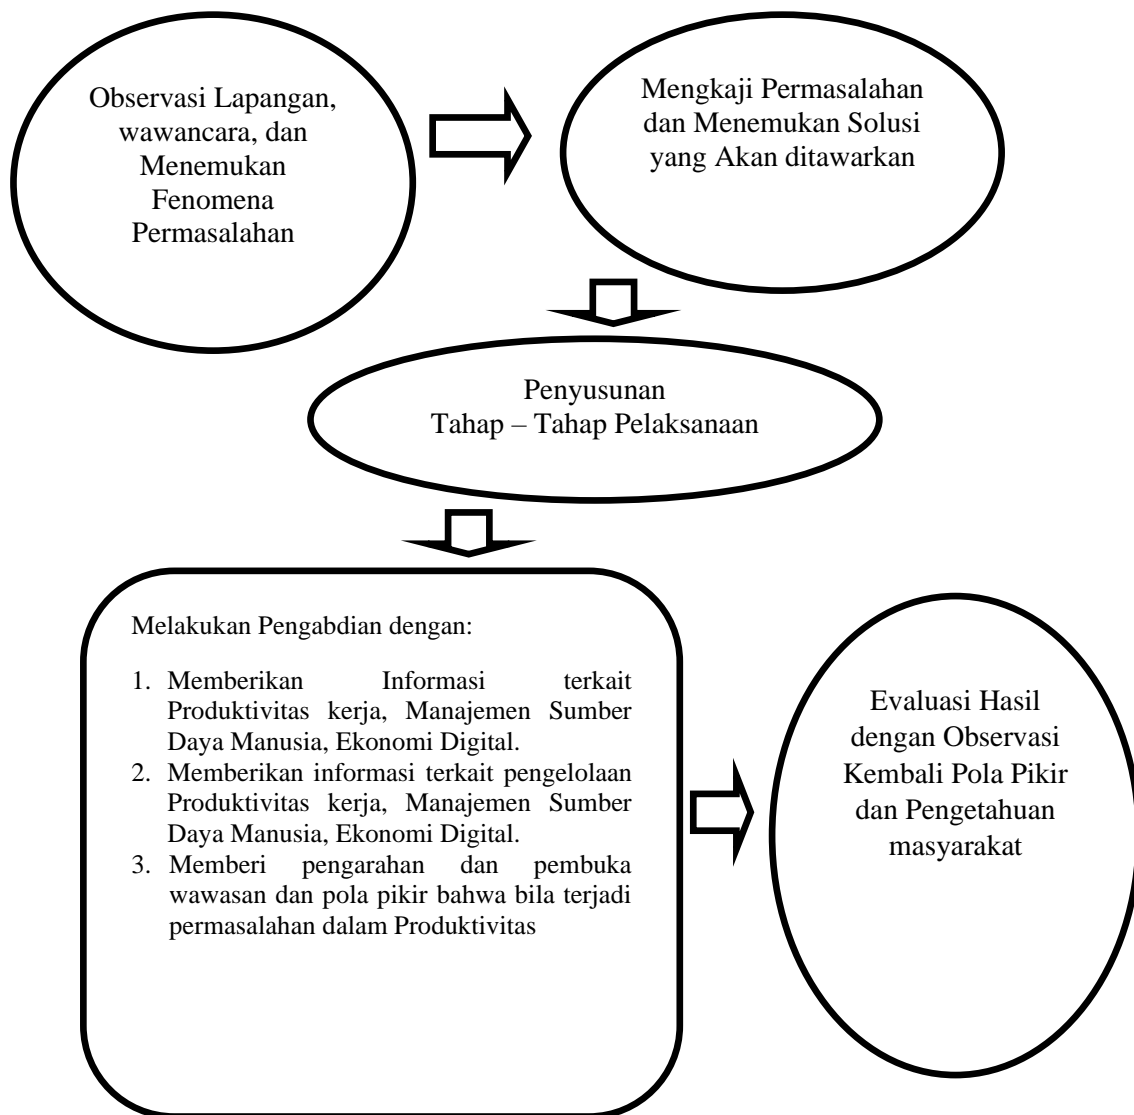 Observasi Lapangan,
wawancara, dan
Menemukan
Fenomena
Permasalahan
Mengkaji Permasalahan
dan Menemukan Solusi
yang Akan ditawarkan
Penyusunan
Tahap – Tahap Pelaksanaan
Melakukan Pengabdian dengan:
1. Memberikan Informasi terkait
Produktivitas kerja, Manajemen Sumber
Daya Manusia, Ekonomi Digital.
2. Memberikan informasi terkait pengelolaan
Produktivitas kerja, Manajemen Sumber
Daya Manusia, Ekonomi Digital.
3. Memberi pengarahan dan pembuka
wawasan dan pola pikir bahwa bila terjadi
permasalahan dalam Produktivitas
Evaluasi Hasil
dengan Observasi
Kembali Pola Pikir
dan Pengetahuan
masyarakat